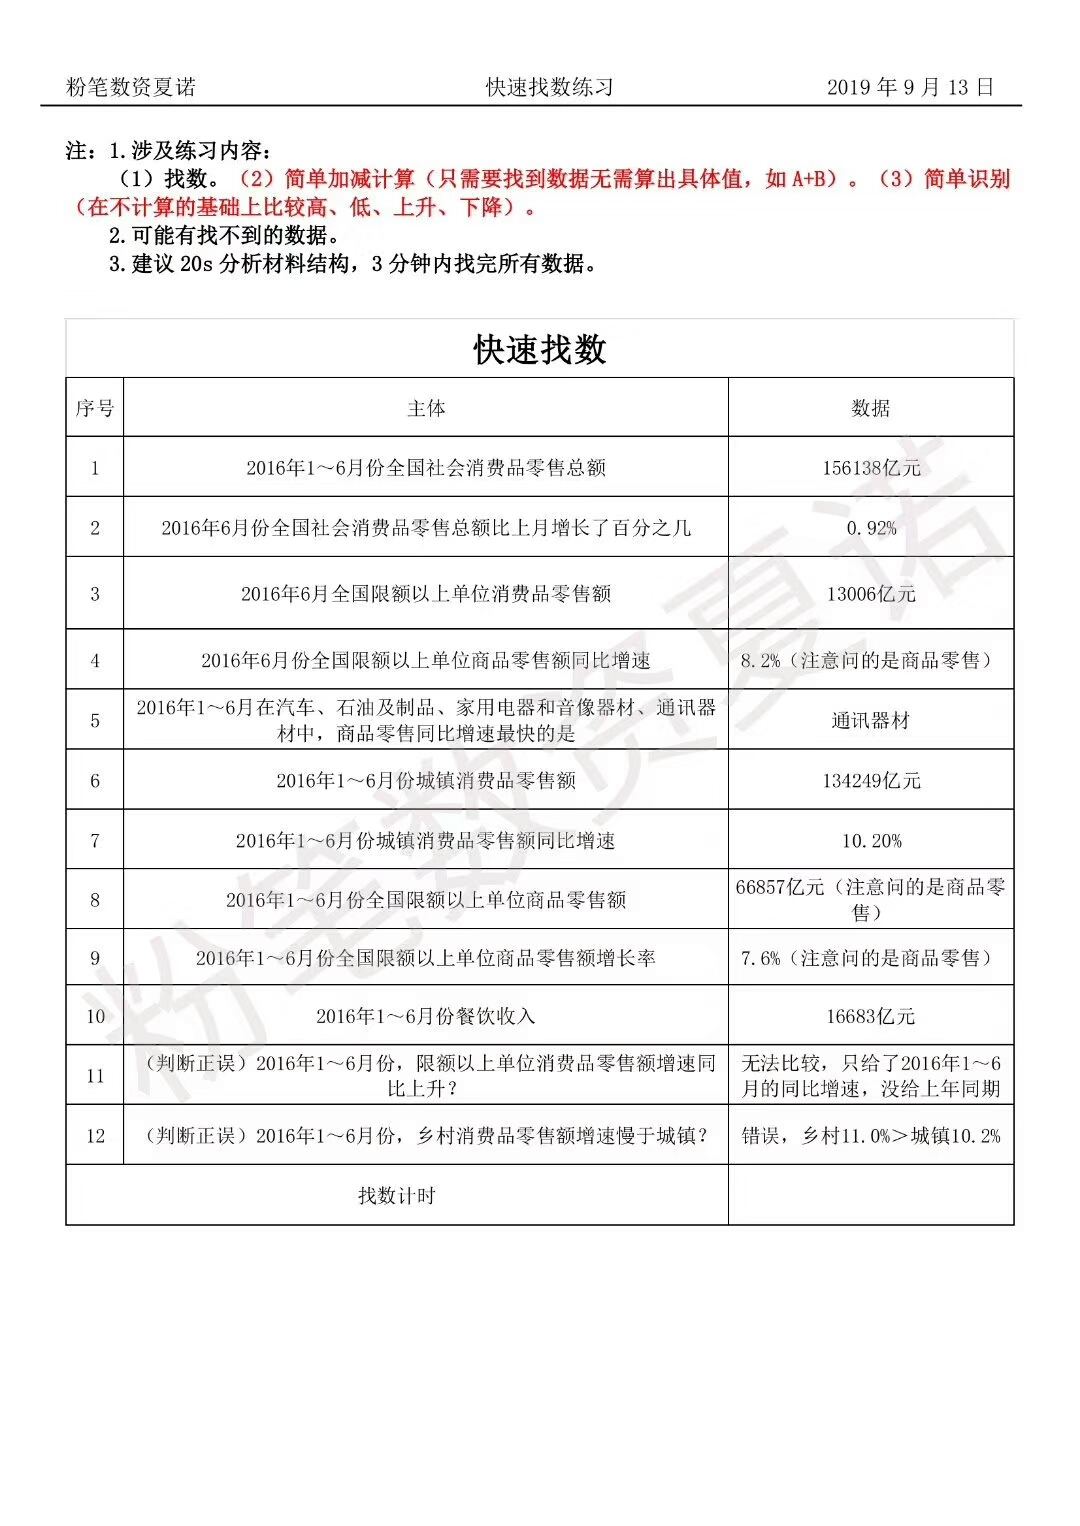 粉笔数资夏诺 快速找数练习 2019 年 9 月 13 日
注：1.涉及练习内容：
（1）找数。（2）简单加减计算（只需要找到数据无需算出具体值，如 A+B）。（3）简单识别
（在不计算的基础上比较高、低、上升、下降）。
2.可能有找不到的数据。
3.建议 20s 分析材料结构，3 分钟内找完所有数据。
快速找数
序号 主体 数据
1 2016年1～6月份全国社会消费品零售总额 156138亿元
2 2016年6月份全国社会消费品零售总额比上月增长了百分之几 0.92%
3 2016年6月全国限额以上单位消费品零售额 13006亿元
4 2016年6月份全国限额以上单位商品零售额同比增速 8.2%（注意问的是商品零售）
5 2016年1～6月在汽车、石油及制品、家用电器和音像器材、通讯器
材中，商品零售同比增速最快的是 通讯器材
6 2016年1～6月份城镇消费品零售额 134249亿元
7 2016年1～6月份城镇消费品零售额同比增速 10.20%
8 2016年1～6月份全国限额以上单位商品零售额 66857亿元（注意问的是商品零
售）
9 2016年1～6月份全国限额以上单位商品零售额增长率 7.6%（注意问的是商品零售）
10 2016年1～6月份餐饮收入 16683亿元
11 （判断正误）2016年1～6月份，限额以上单位消费品零售额增速同
比上升？ 无法比较，只给了2016年1～6
月的同比增速，没给上年同期
12 （判断正误）2016年1～6月份，乡村消费品零售额增速慢于城镇？ 错误，乡村11.0%＞城镇10.2%
找数计时
粉笔数资夏诺